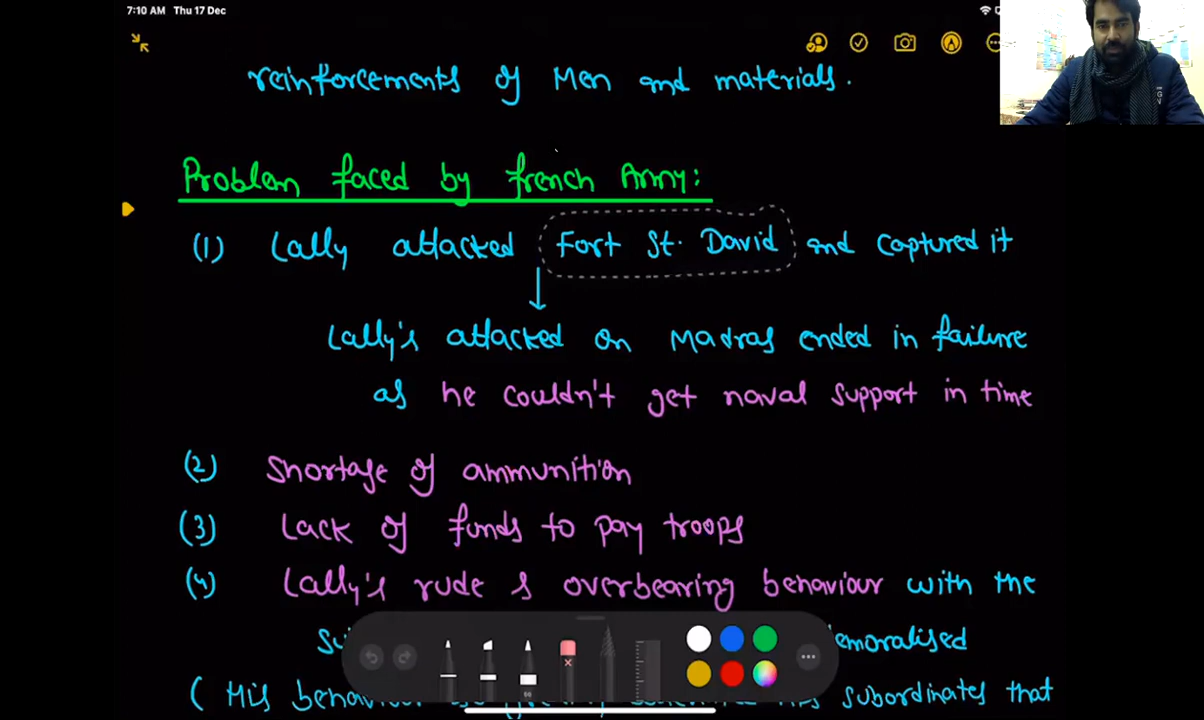 7:10 AM Thu 17 Dec
reinforcements of Men and materials.
Problem faced by french Army:
(1) Lally attacked Fort St. David and captured it
Lally's attacked on Madras ended in failure
as he couldn't get naval support in time
(2) Shortage of ammunition
(3) Lack of funds to pay troops
(4) Lally's rude & overbearing behaviour with the
demoralised
( His subordinates that